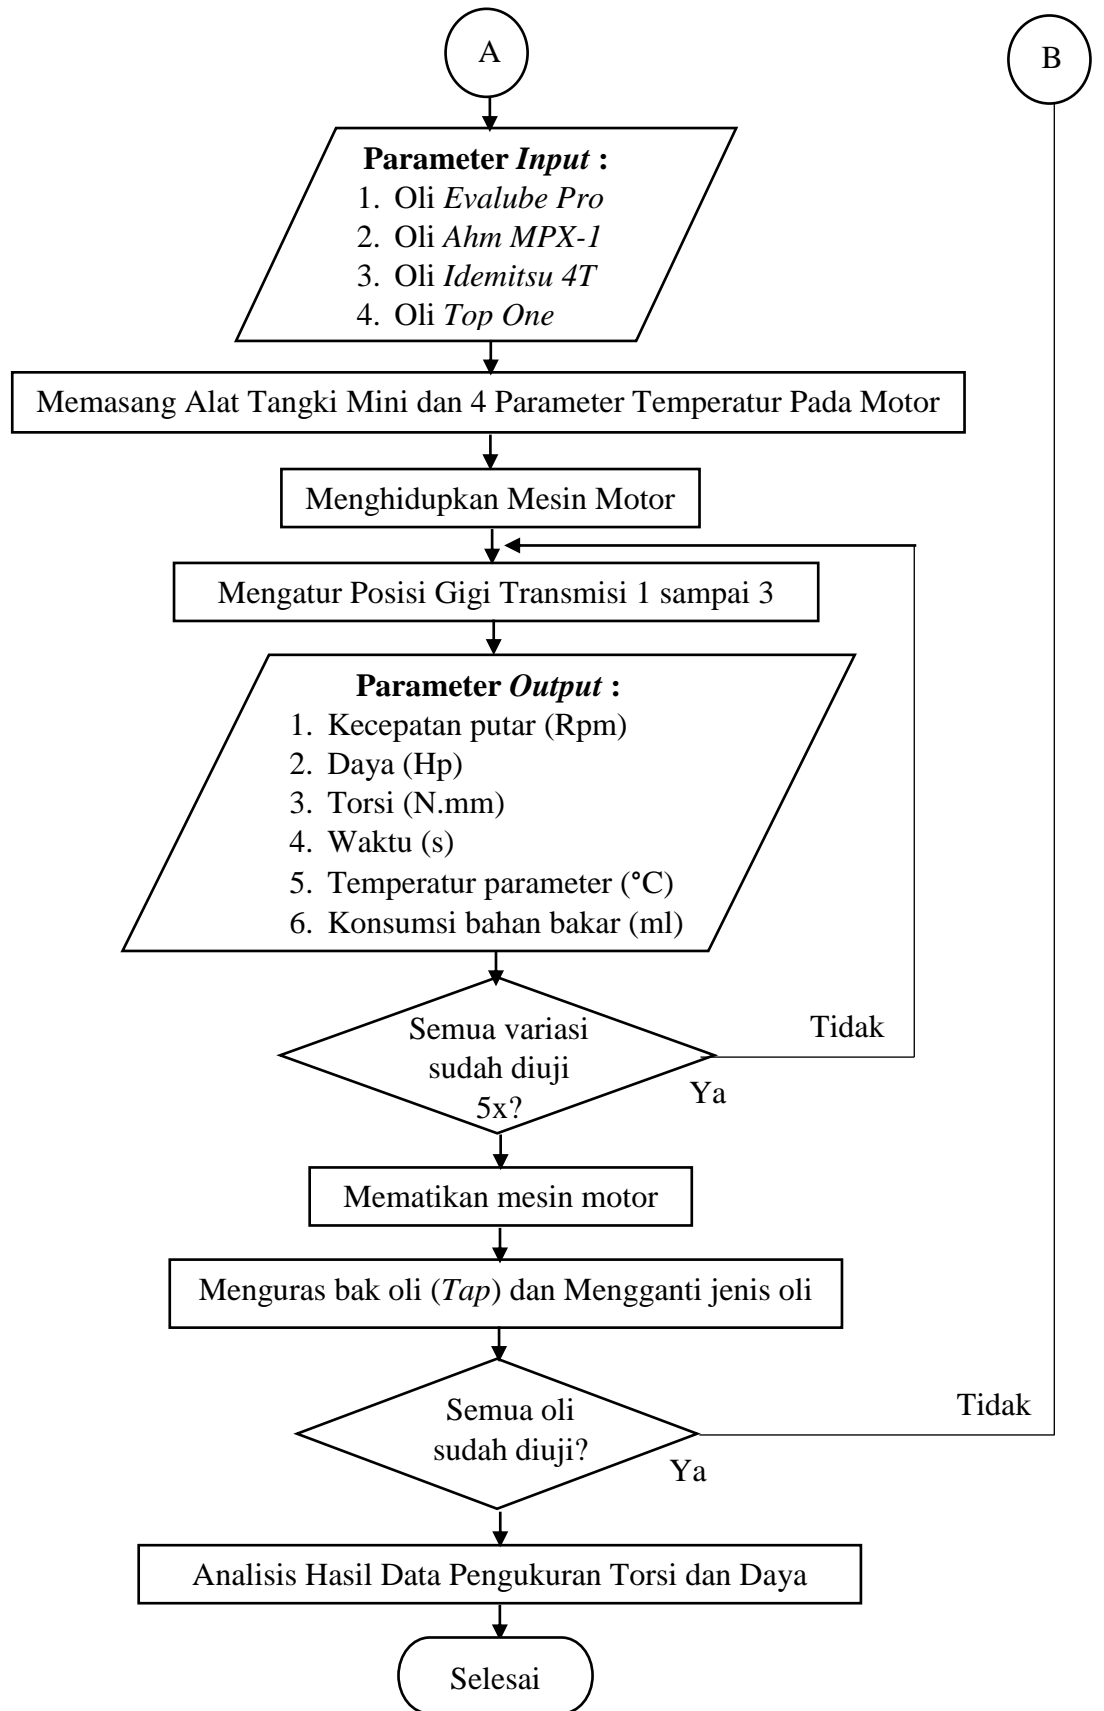 A
B
Parameter Input :
1. Oli Evalube Pro
2. Oli Ahm MPX-1
3. Oli Idemitsu 4T
4. Oli Top One
Memasang Alat Tangki Mini dan 4 Parameter Temperatur Pada Motor
Menghidupkan Mesin Motor
Mengatur Posisi Gigi Transmisi 1 sampai 3
Parameter Output :
1. Kecepatan putar (Rpm)
2. Daya (Hp)
3. Torsi (N.mm)
4. Waktu (s)
5. Temperatur parameter (°C)
6. Konsumsi bahan bakar (ml)
Semua variasi
sudah diuji
5x?
Tidak
Ya
Mematikan mesin motor
Menguras bak oli (Tap) dan Mengganti jenis oli
Semua oli
sudah diuji?
Tidak
Ya
Analisis Hasil Data Pengukuran Torsi dan Daya
Selesai